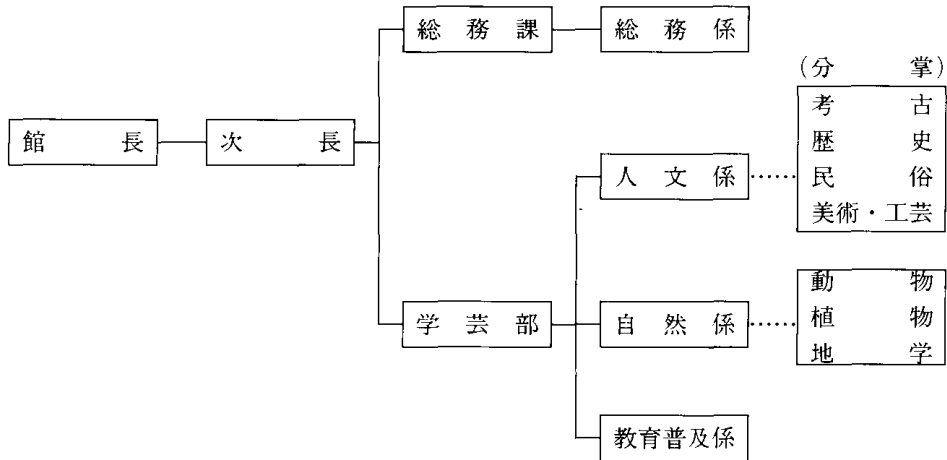 総務課
総務係
(分掌)
考古
歴史
民俗
美術・工芸
館長
次長
人文係
動物
植物
地学
学芸部
自然係
教育普及係